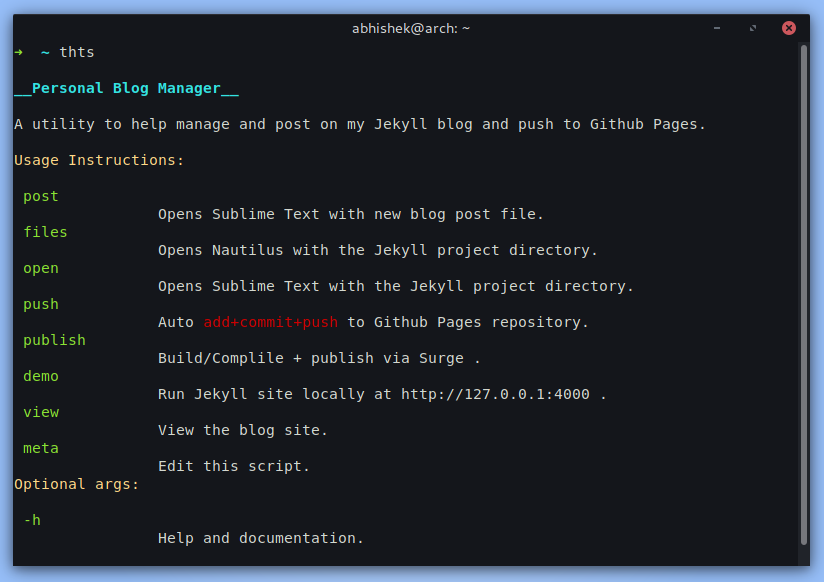 abhishek@arch: ~
➜ ~ thts
__Personal Blog Manager__
A utility to help manage and post on my Jekyll blog and push to Github Pages.
Usage Instructions:
post
Opens Sublime Text with new blog post file.
files
Opens Nautilus with the Jekyll project directory.
open
Opens Sublime Text with the Jekyll project directory.
push
Auto add+commit+push to Github Pages repository.
publish
Build/Complile + publish via Surge .
demo
Run Jekyll site locally at http://127.0.0.1:4000 .
view
View the blog site.
meta
Edit this script.
Optional args:
-h
Help and documentation.